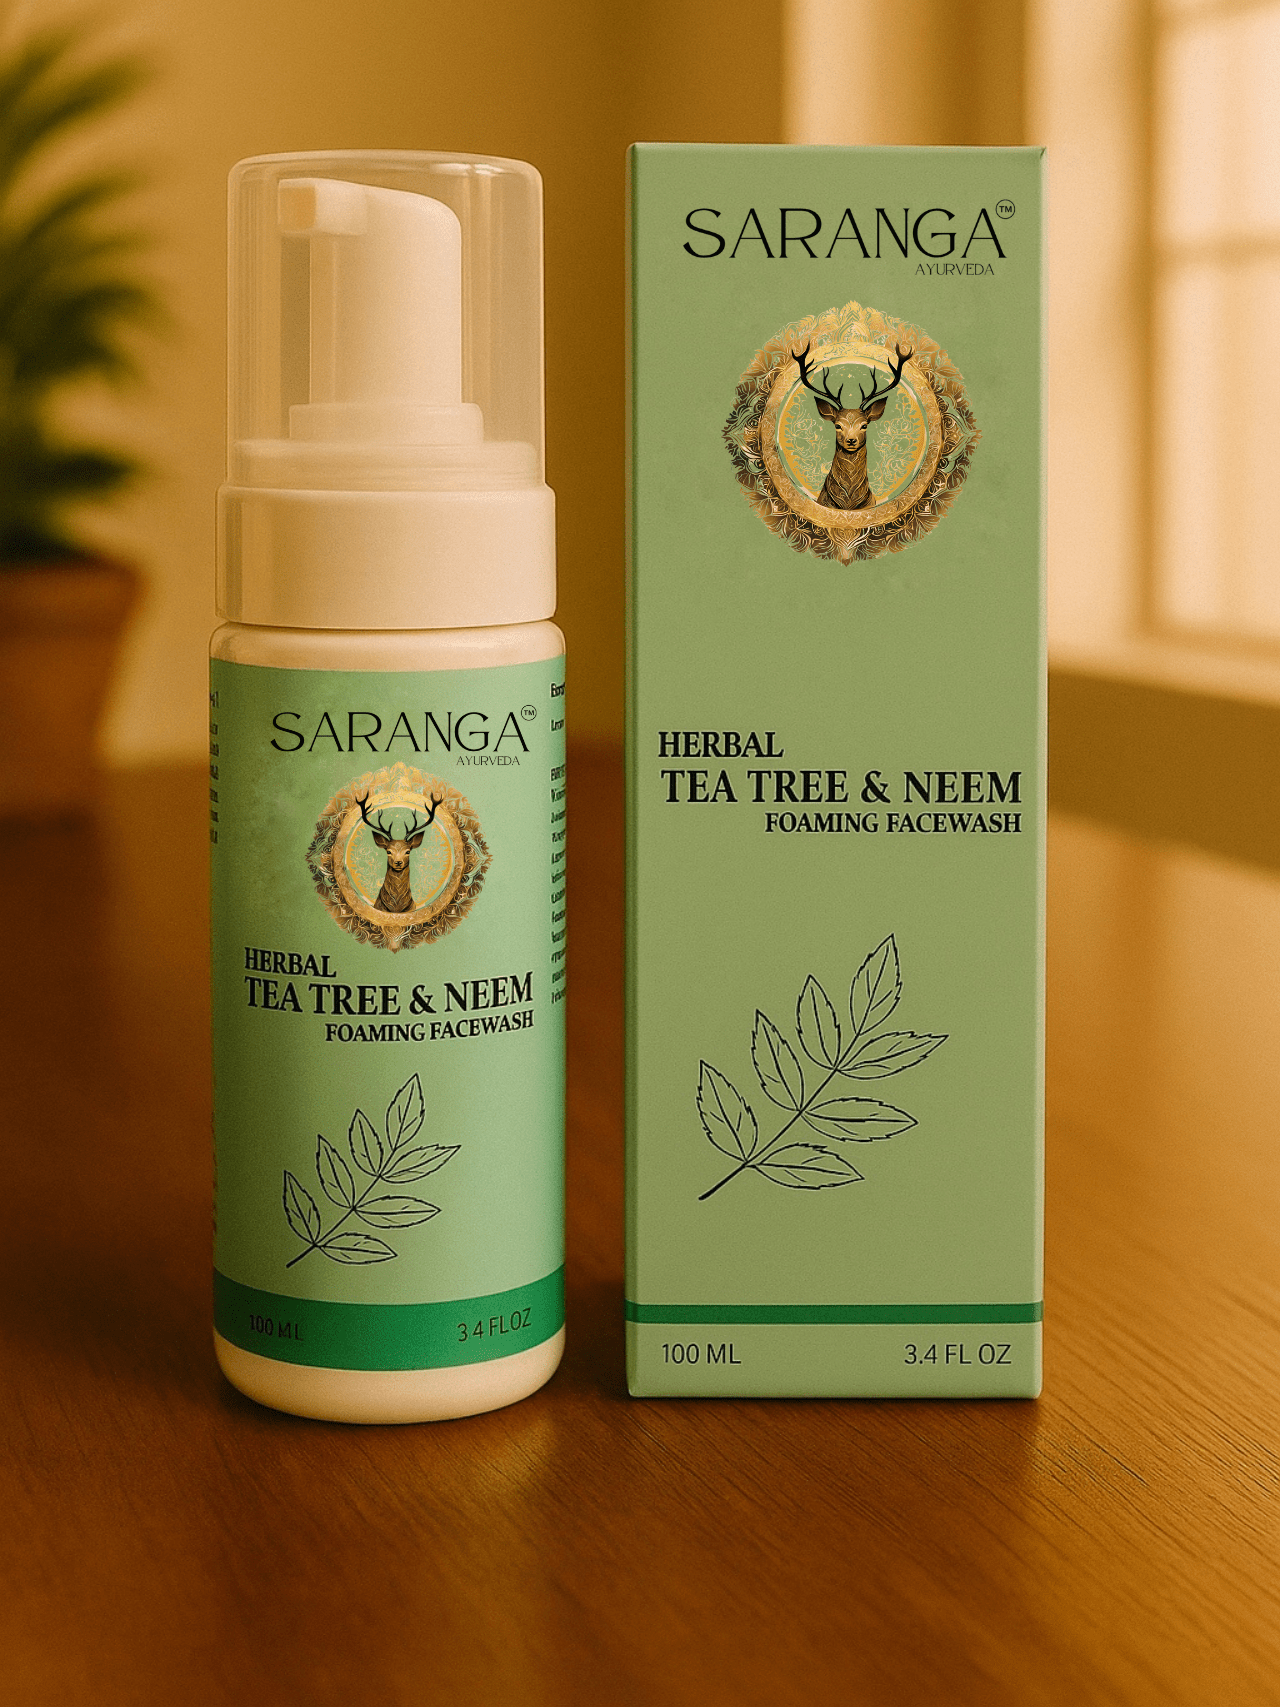 SARANGA™
AYURVEDA
HERBAL
TEA TREE & NEEM
FOAMING FACEWASH
100 ML
3.4 FL OZ
SARANGA™
AYURVEDA
HERBAL
TEA TREE & NEEM
FOAMING FACEWASH
100 ML 3.4 FL OZ